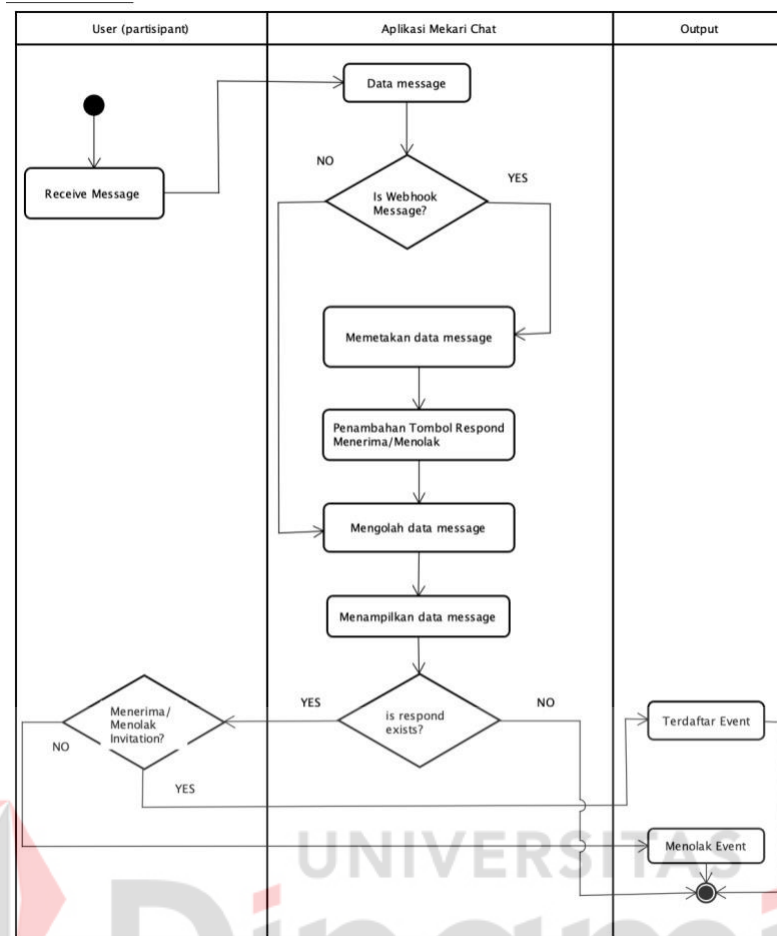 User (partisipant)
Aplikasi Mekari Chat
Output
Data message
Receive Message
NO
YES
Is Webhook
Message?
Memetakan data message
Penambahan Tombol Respond
Menerima/Menolak
Mengolah data message
Menampilkan data message
Menerima/
Menolak
Invitation?
YES
is respond
exists?
NO
Terdaftar Event
NO
YES
Menolak Event
UNIVERSITAS
Dinami